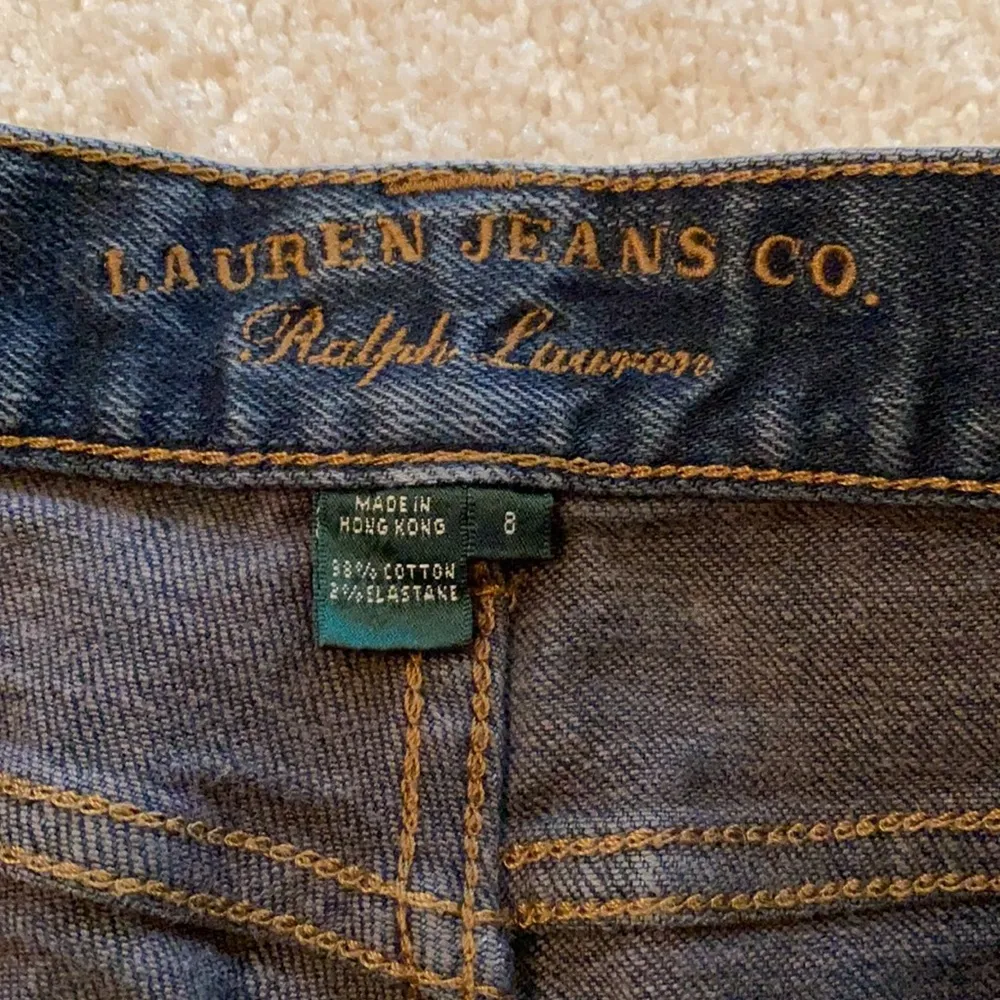 LAUREN JEANS CO.
Ralph Lauren
MADE IN
HONG KONG
8
98% COTTON
2% ELASTANE